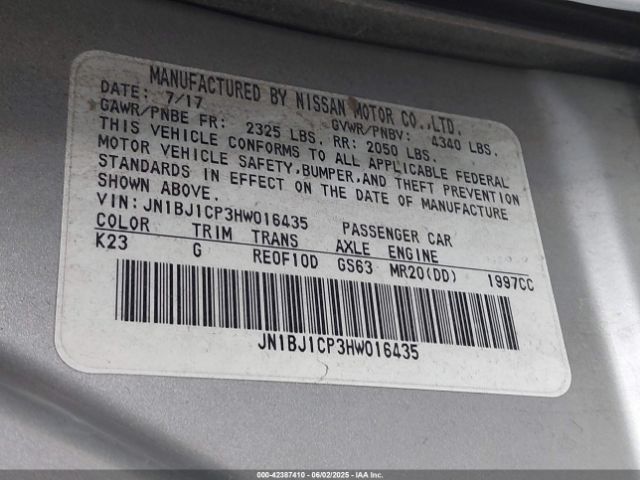 MANUFACTURED BY NISSAN MOTOR CO.,LTD.
DATE: 7/17 GVWR/PNBV: 4340 LBS.
GAWR/PNBE FR: 2325 LBS. RR: 2050 LBS.
THIS VEHICLE CONFORMS TO ALL APPLICABLE FEDERAL
MOTOR VEHICLE SAFETY,BUMPER,AND THEFT PREVENTION
STANDARDS IN EFFECT ON THE DATE OF MANUFACTURE
SHOWN ABOVE.
VIN:JN1BJ1CP3HW016435 PASSENGER CAR
COLOR TRIM TRANS AXLE ENGINE
K23 G RE0F10D GS63 MR20(DD) 1997CC
JN1BJ1CP3HW016435
000-42387410 - 06/02/2025 - IAA Inc.